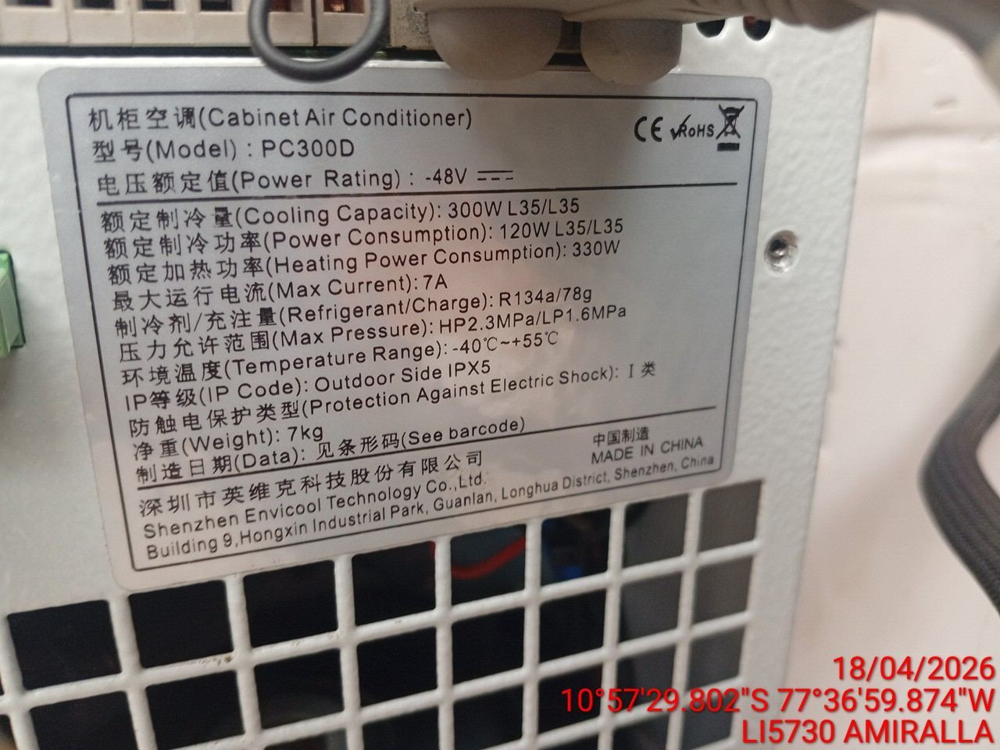 机柜空调(Cabinet Air Conditioner)
CE RoHS
型号(Model) : PC300D
电压额定值(Power Rating) : -48V
额定制冷量(Cooling Capacity): 300W L35/L35
额定制冷功率(Power Consumption): 120W L35/L35
额定加热功率(Heating Power Consumption): 330W
最大运行电流(Max Current): 7A
制冷剂/充注量(Refrigerant/Charge): R134a/78g
压力允许范围(Max Pressure): HP2.3MPa/LP1.6MPa
环境温度(Temperature Range): -40℃~+55℃
IP等级(IP Code): Outdoor Side IPX5
防触电保护类型(Protection Against Electric Shock): I 类
净重(Weight): 7kg
制造日期(Data): 见条形码(See barcode)
深圳市英维克科技股份有限公司
中国制造
Shenzhen Envicool Technology Co.,Ltd.
MADE IN CHINA
Building 9,Hongxin Industrial Park, Guanlan, Longhua District, Shenzhen, China
18/04/2026
10°57'29.802"S 77°36'59.874"W
LI5730 AMIRALLA